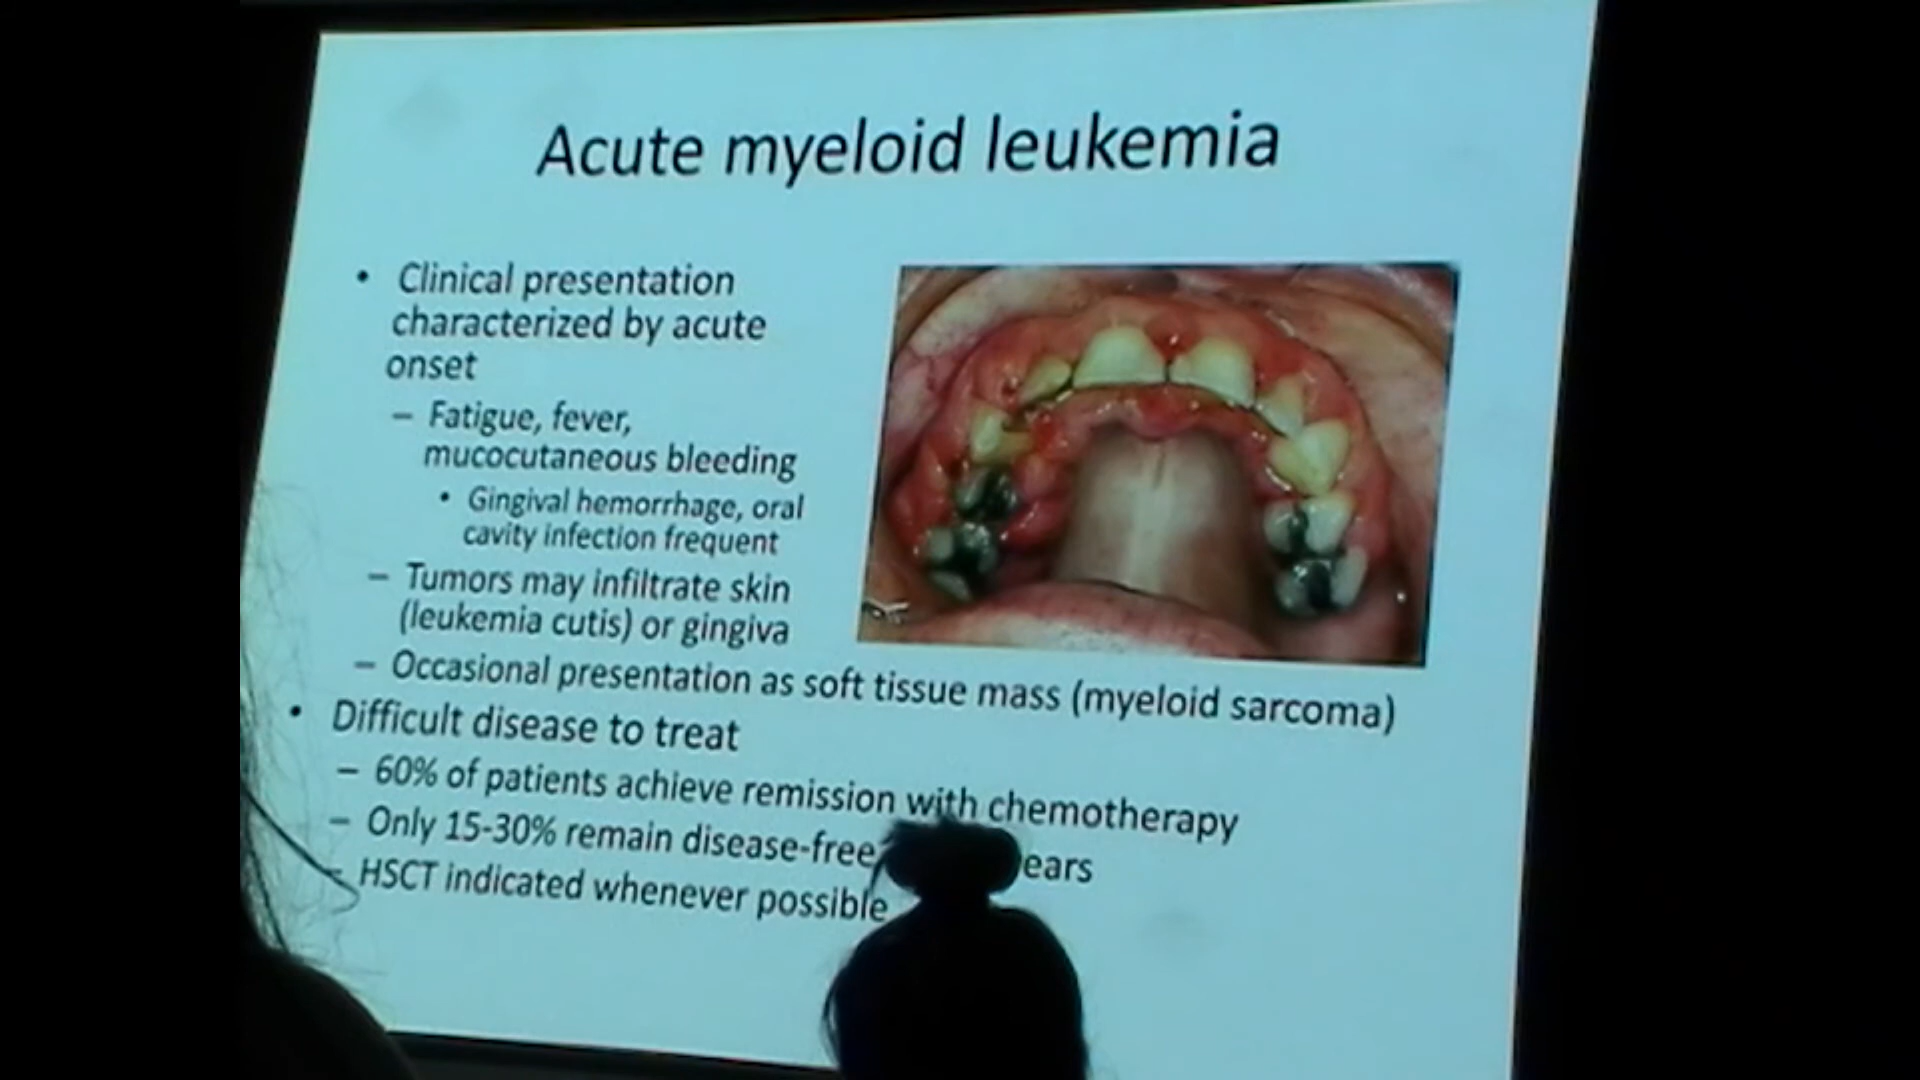 Acute myeloid leukemia
• Clinical presentation
characterized by acute
onset
– Fatigue, fever,
mucocutaneous bleeding
• Gingival hemorrhage, oral
cavity infection frequent
– Tumors may infiltrate skin
(leukemia cutis) or gingiva
– Occasional presentation as soft tissue mass (myeloid sarcoma)
• Difficult disease to treat
– 60% of patients achieve remission with chemotherapy
– Only 15-30% remain disease-free
– HSCT indicated whenever possible